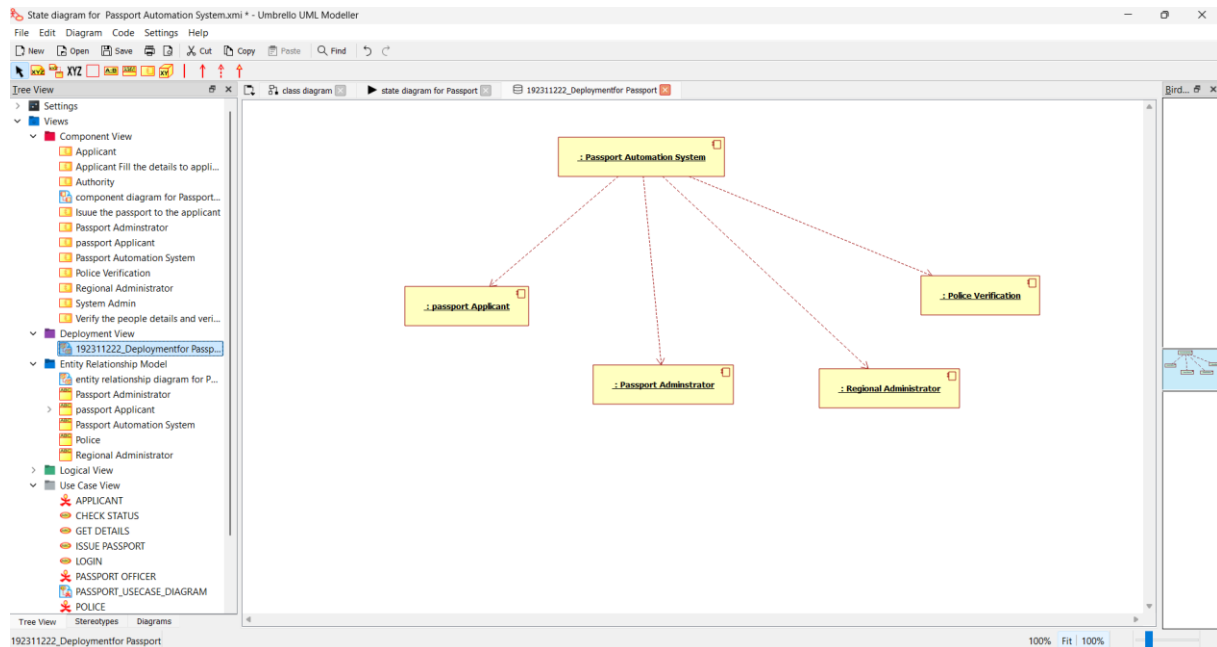 State diagram for Passport Automation System.xmi * - Umbrello UML Modeller
File Edit Diagram Code Settings Help
New Open Save Cut Copy Paste Find
XYZ XYZ A:B ABC XY
Tree View
class diagram state diagram for Passport 192311222_Deploymentfor Passport
Bird...
Settings
Views
Component View
Applicant
Applicant Fill the details to appli...
Authority
component diagram for Passport...
Isuue the passport to the applicant
Passport Adminstrator
passport Applicant
Passport Automation System
Police Verification
Regional Administrator
System Admin
Verify the people details and veri...
Deployment View
192311222_Deploymentfor Passp...
Entity Relationship Model
entity relationship diagram for P...
Passport Administrator
passport Applicant
Passport Automation System
Police
Regional Administrator
Logical View
Use Case View
APPLICANT
CHECK STATUS
GET DETAILS
ISSUE PASSPORT
LOGIN
PASSPORT OFFICER
PASSPORT_USECASE_DIAGRAM
POLICE
Tree View Stereotypes Diagrams
: Passport Automation System
: passport Applicant
: Police Verification
: Passport Adminstrator
: Regional Administrator
192311222_Deploymentfor Passport
100% Fit 100%